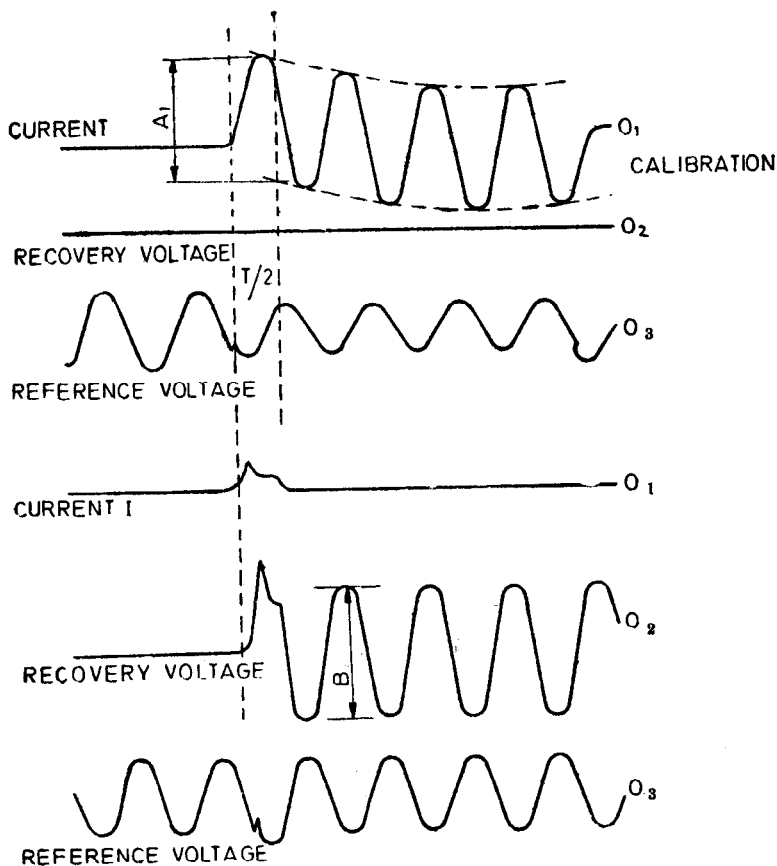 A₁
CURRENT
O₁
CALIBRATION
O₂
RECOVERY VOLTAGE
T/2
O₃
REFERENCE VOLTAGE
O₁
CURRENT I
O₂
B
RECOVERY VOLTAGE
O₃
REFERENCE VOLTAGE